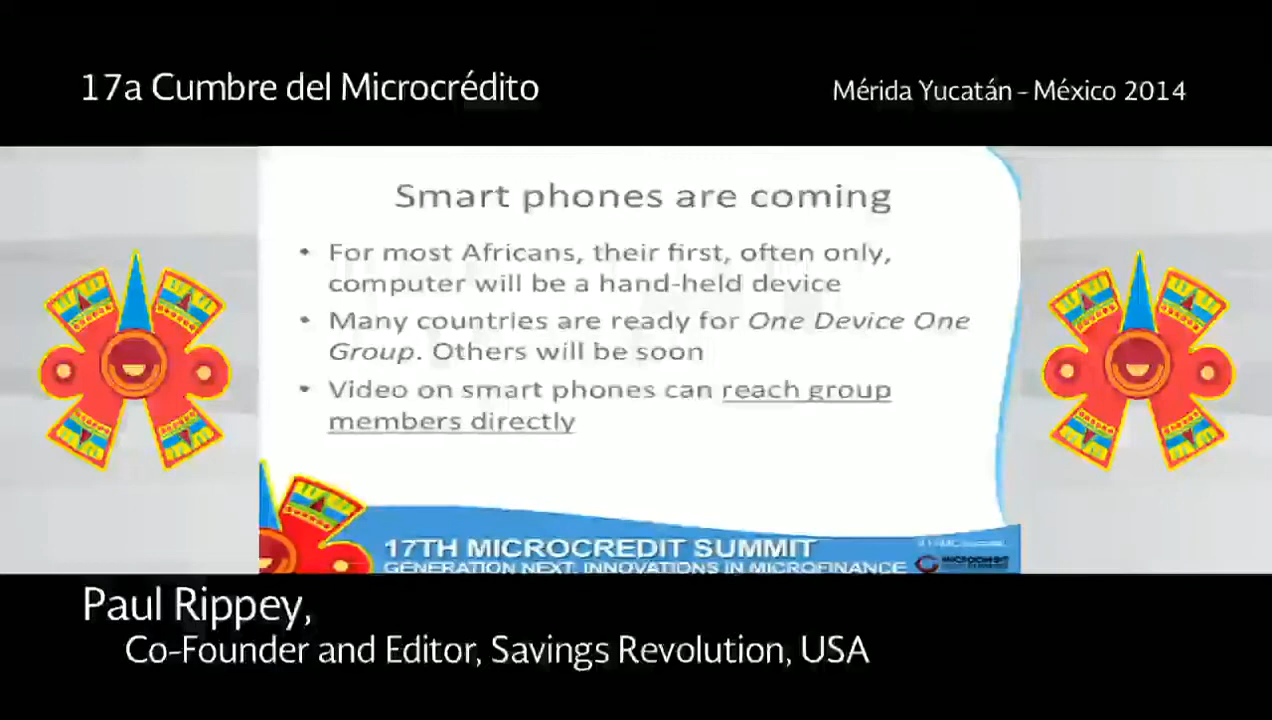 17a Cumbre del Microcrédito
Mérida Yucatán – México 2014
Smart phones are coming
• For most Africans, their first, often only,
computer will be a hand-held device
• Many countries are ready for One Device One
Group. Others will be soon
• Video on smart phones can reach group
members directly
17TH MICROCREDIT SUMMIT
GENERATION NEXT: INNOVATIONS IN MICROFINANCE
MICROCREDIT
Paul Rippey,
Co-Founder and Editor, Savings Revolution, USA